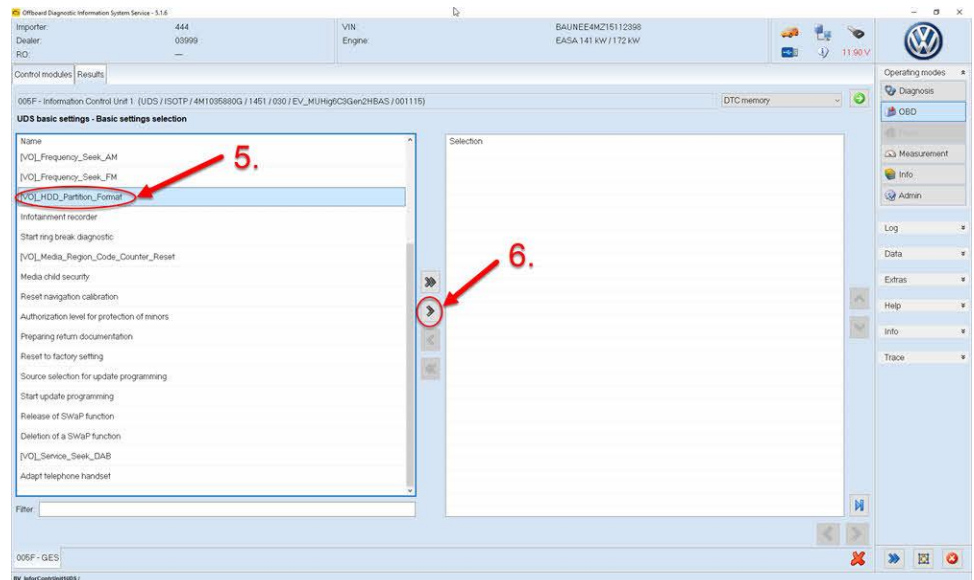 Offboard Diagnostic Information System Service - 3.1.6
Importer: 444 VIN: BAUNEE4MZ15112398
Dealer: 03999 Engine: EASA 141 kW / 172 kW
RO: —
11.90 V
Control modules Results
Operating modes
005F - Information Control Unit 1 (UDS / ISOTP / 4M1035880G / 1451 / 030 / EV_MUHig6C3Gen2HBAS / 001115) DTC memory
Diagnosis
UDS basic settings - Basic settings selection
OBD
Name Selection
[VO]_Frequency_Seek_AM
5.
Measurement
[VO]_Frequency_Seek_FM
Info
[VO]_HDD_Partition_Format
Admin
Infotainment recorder
Log
Start ring break diagnostic
[VO]_Media_Region_Code_Counter_Reset
Data
6.
Media child security
Extras
Reset navigation calibration
Help
Authorization level for protection of minors
Info
Preparing return documentation
Reset to factory setting
Trace
Source selection for update programming
Start update programming
Release of SWaP function
Deletion of a SWaP function
[VO]_Service_Seek_DAB
Adapt telephone handset
Filter:
005F - GES